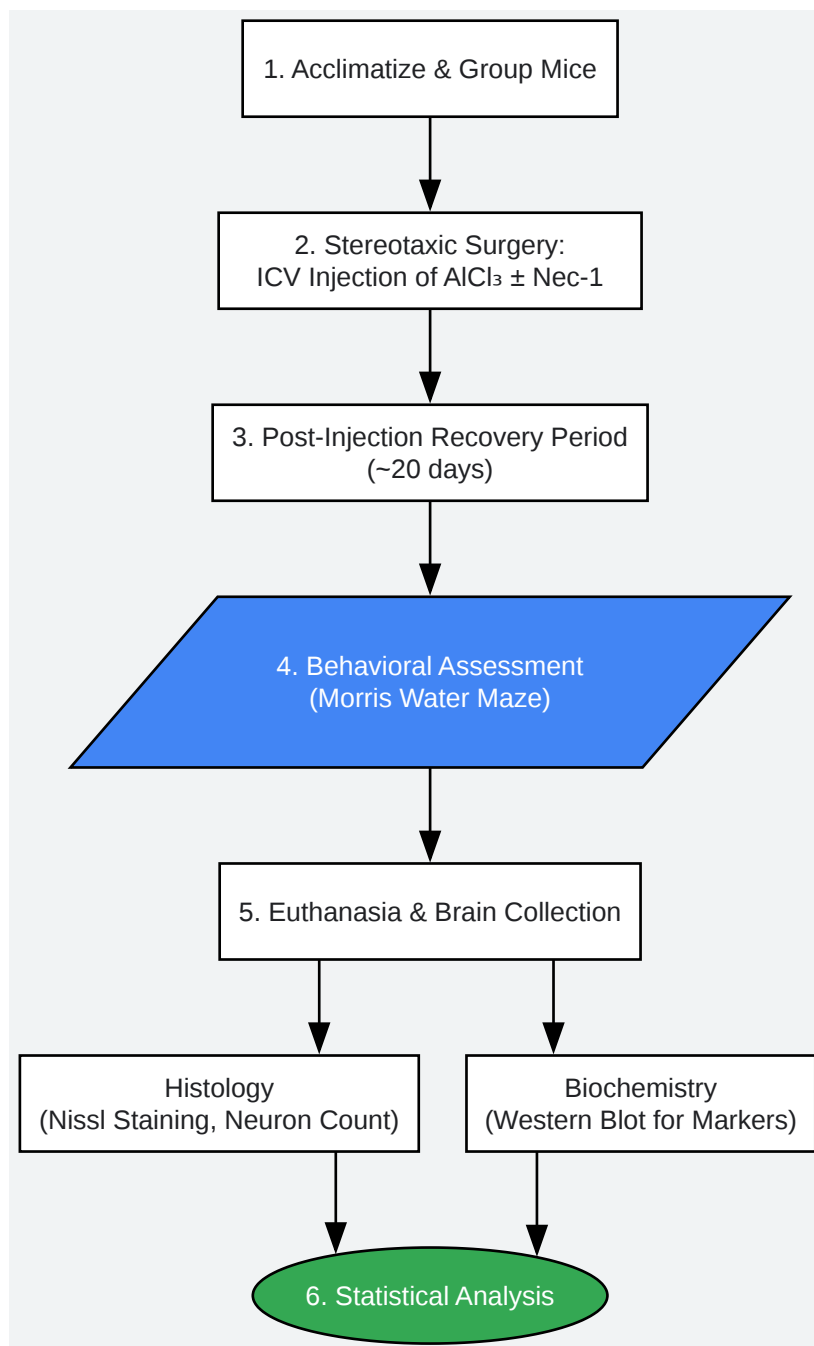 1. Acclimatize & Group Mice
2. Stereotaxic Surgery:
ICV Injection of AlCl₃ ± Nec-1
3. Post-Injection Recovery Period
(~20 days)
4. Behavioral Assessment
(Morris Water Maze)
5. Euthanasia & Brain Collection
Histology
(Nissl Staining, Neuron Count)
Biochemistry
(Western Blot for Markers)
6. Statistical Analysis